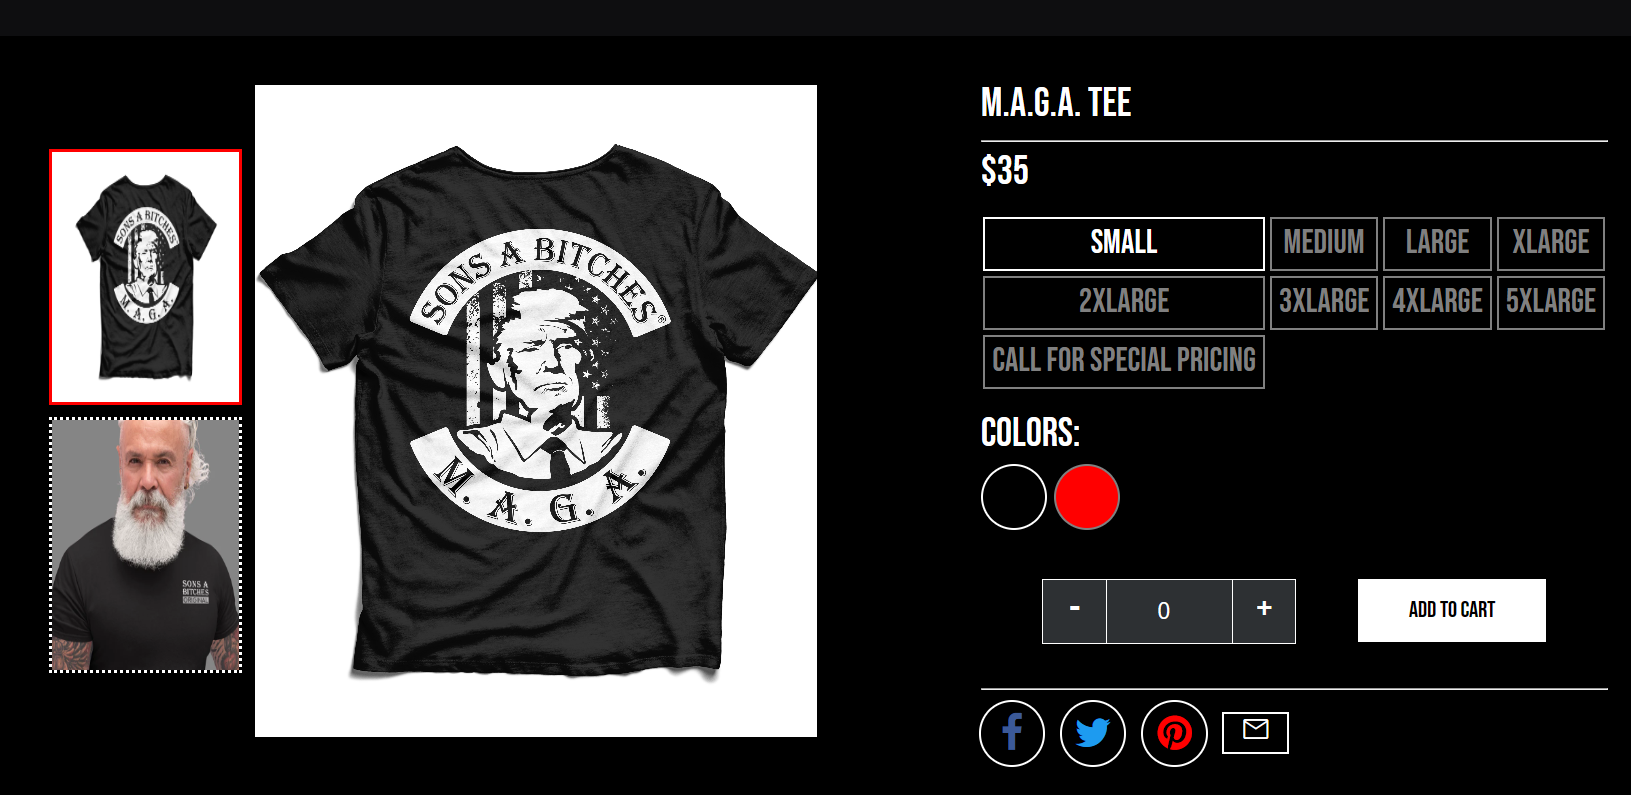 SONS A BITCHES
M. A. G. A.
SONS A BITCHES®
M. A. G. A.
SONS A
BITCHES
ORIGINAL
M.A.G.A. TEE
$35
SMALL MEDIUM LARGE XLARGE
2XLARGE 3XLARGE 4XLARGE 5XLARGE
CALL FOR SPECIAL PRICING
COLORS:
- 0 +
ADD TO CART